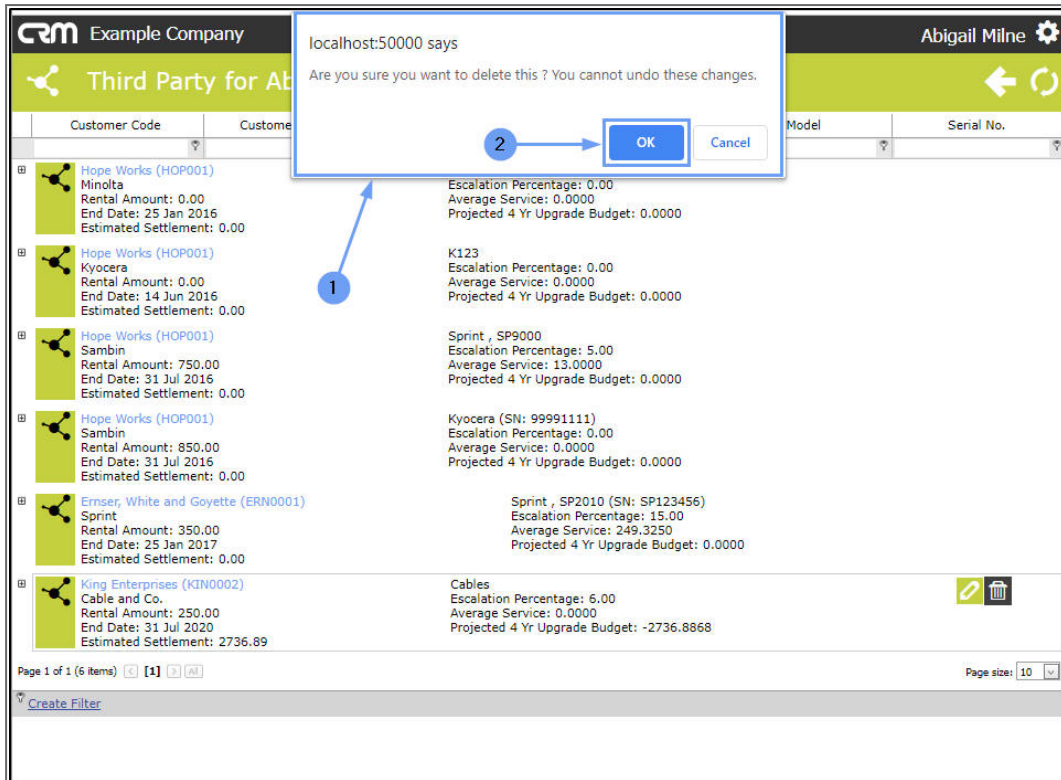 CRM Example Company
Abigail Milne
localhost:50000 says
Are you sure you want to delete this ? You cannot undo these changes.
2
OK
Cancel
1
Third Party for Ab
Customer Code
Custome
Model
Serial No.
Hope Works (HOP001)
Minolta
Rental Amount: 0.00
End Date: 25 Jan 2016
Estimated Settlement: 0.00
Escalation Percentage: 0.00
Average Service: 0.0000
Projected 4 Yr Upgrade Budget: 0.0000
Hope Works (HOP001)
Kyocera
Rental Amount: 0.00
End Date: 14 Jun 2016
Estimated Settlement: 0.00
K123
Escalation Percentage: 0.00
Average Service: 0.0000
Projected 4 Yr Upgrade Budget: 0.0000
Hope Works (HOP001)
Sambin
Rental Amount: 750.00
End Date: 31 Jul 2016
Estimated Settlement: 0.00
Sprint , SP9000
Escalation Percentage: 5.00
Average Service: 13.0000
Projected 4 Yr Upgrade Budget: 0.0000
Hope Works (HOP001)
Sambin
Rental Amount: 850.00
End Date: 31 Jul 2016
Estimated Settlement: 0.00
Kyocera (SN: 99991111)
Escalation Percentage: 0.00
Average Service: 0.0000
Projected 4 Yr Upgrade Budget: 0.0000
Ernser, White and Goyette (ERN0001)
Sprint
Rental Amount: 350.00
End Date: 25 Jan 2017
Estimated Settlement: 0.00
Sprint , SP2010 (SN: SP123456)
Escalation Percentage: 15.00
Average Service: 249.3250
Projected 4 Yr Upgrade Budget: 0.0000
King Enterprises (KIN0002)
Cable and Co.
Rental Amount: 250.00
End Date: 31 Jul 2020
Estimated Settlement: 2736.89
Cables
Escalation Percentage: 6.00
Average Service: 0.0000
Projected 4 Yr Upgrade Budget: -2736.8868
Page 1 of 1 (6 items) [1] All
Page size: 10
Create Filter